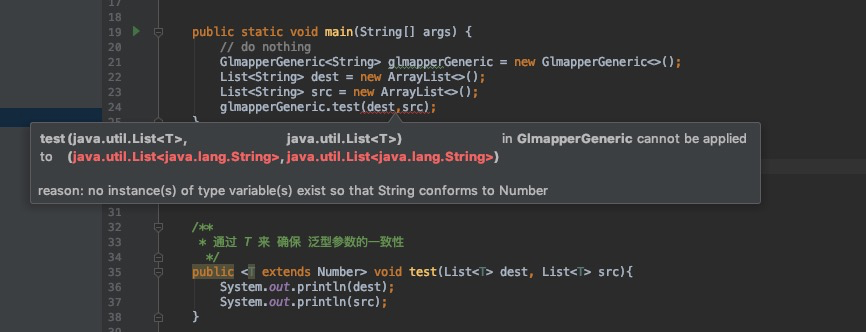 17
18
19 public static void main(String[] args) {
20 // do nothing
21 GlmapperGeneric<String> glmapperGeneric = new GlmapperGeneric<>();
22 List<String> dest = new ArrayList<>();
23 List<String> src = new ArrayList<>();
24 glmapperGeneric.test(dest,src);
25 }
test(java.util.List<T>, java.util.List<T>) in GlmapperGeneric cannot be applied
to (java.util.List<java.lang.String>,java.util.List<java.lang.String>)
reason: no instance(s) of type variable(s) exist so that String conforms to Number
31
32 /**
33 * 通过 T 来 确保 泛型参数的一致性
34 */
35 public <T extends Number> void test(List<T> dest, List<T> src){
36 System.out.println(dest);
37 System.out.println(src);
38 }